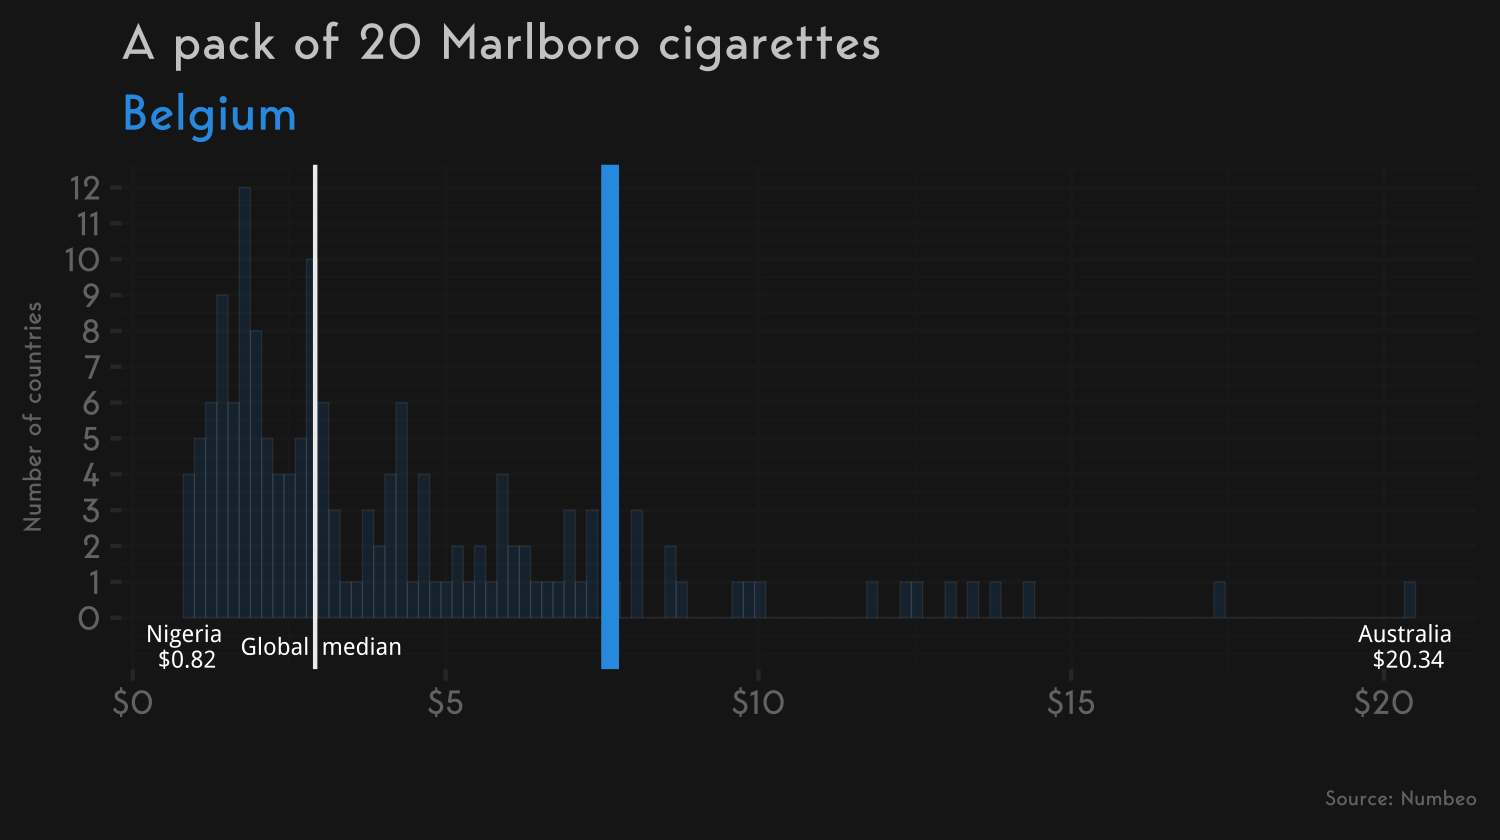 A pack of 20 Marlboro cigarettes
Belgium
Number of countries
12
11
10
9
8
7
6
5
4
3
2
1
0
Nigeria
$0.82
Global median
Australia
$20.34
$0 $5 $10 $15 $20
Source: Numbeo